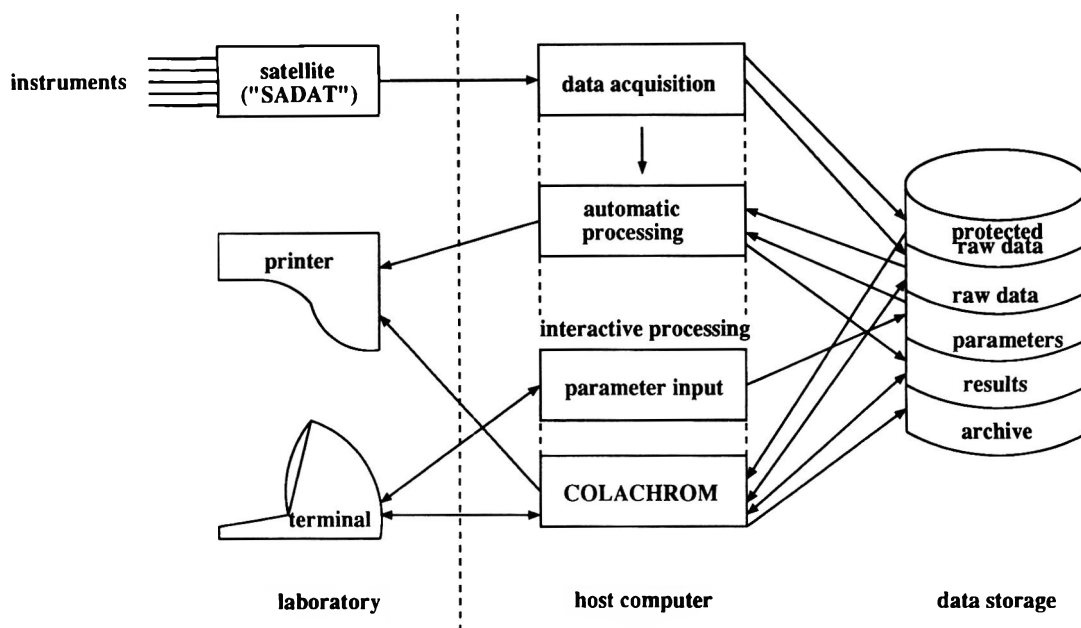 instruments
satellite
("SADAT")
data acquisition
automatic
processing
printer
protected
raw data
raw data
interactive processing
parameters
parameter input
results
archive
COLACHROM
terminal
laboratory
host computer
data storage